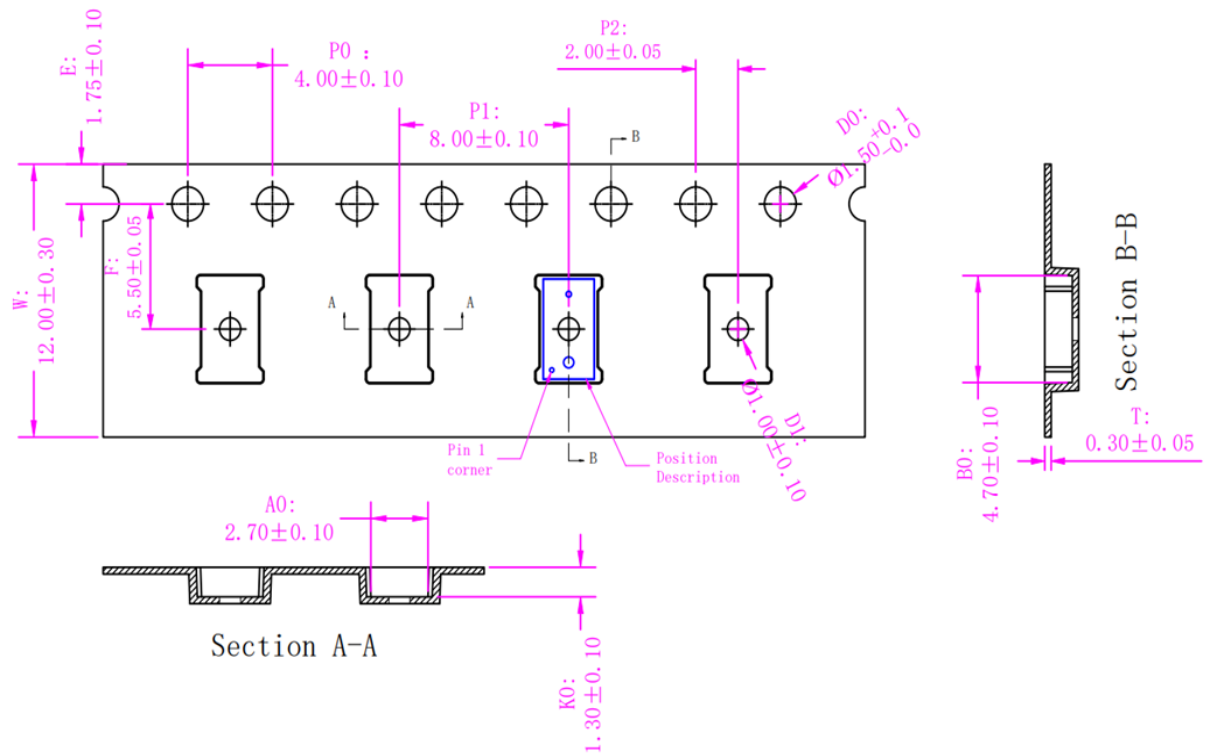 E:
1.75±0.10
P0 :
4.00±0.10
P1:
8.00±0.10
P2:
2.00±0.05
B
D0:
Ø1.50+0.1
-0.0
W:
12.00±0.30
F:
5.50±0.05
A
A
D1:
Ø1.00±0.10
Pin 1
corner
B
Position
Description
Section B-B
B0:
4.70±0.10
T:
0.30±0.05
A0:
2.70±0.10
Section A-A
K0:
1.30±0.10